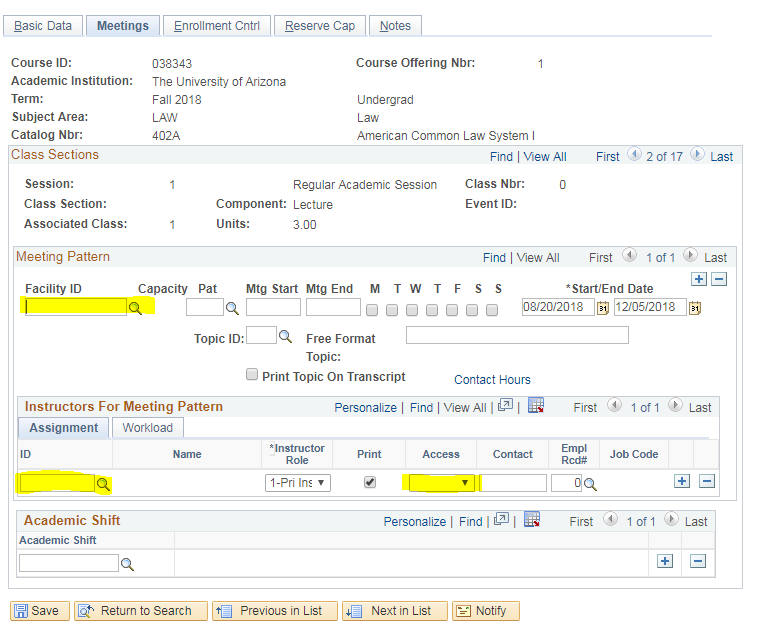 Basic Data Meetings Enrollment Cntrl Reserve Cap Notes
Course ID: 038343 Course Offering Nbr: 1
Academic Institution: The University of Arizona
Term: Fall 2018 Undergrad
Subject Area: LAW Law
Catalog Nbr: 402A American Common Law System I
Class Sections Find | View All First 2 of 17 Last
Session: 1 Regular Academic Session Class Nbr: 0
Class Section: Component: Lecture Event ID:
Associated Class: 1 Units: 3.00
Meeting Pattern Find | View All First 1 of 1 Last
Facility ID Capacity Pat Mtg Start Mtg End M T W T F S S *Start/End Date
08/20/2018 31 12/05/2018 31
Topic ID: Free Format
Topic:
Print Topic On Transcript Contact Hours
Instructors For Meeting Pattern Personalize | Find | View All | | First 1 of 1 Last
Assignment Workload
ID Name *Instructor Role Print Access Contact Empl Rcd# Job Code
1-Pri Ins 0
Academic Shift Personalize | Find | | First 1 of 1 Last
Academic Shift
Save Return to Search Previous in List Next in List Notify